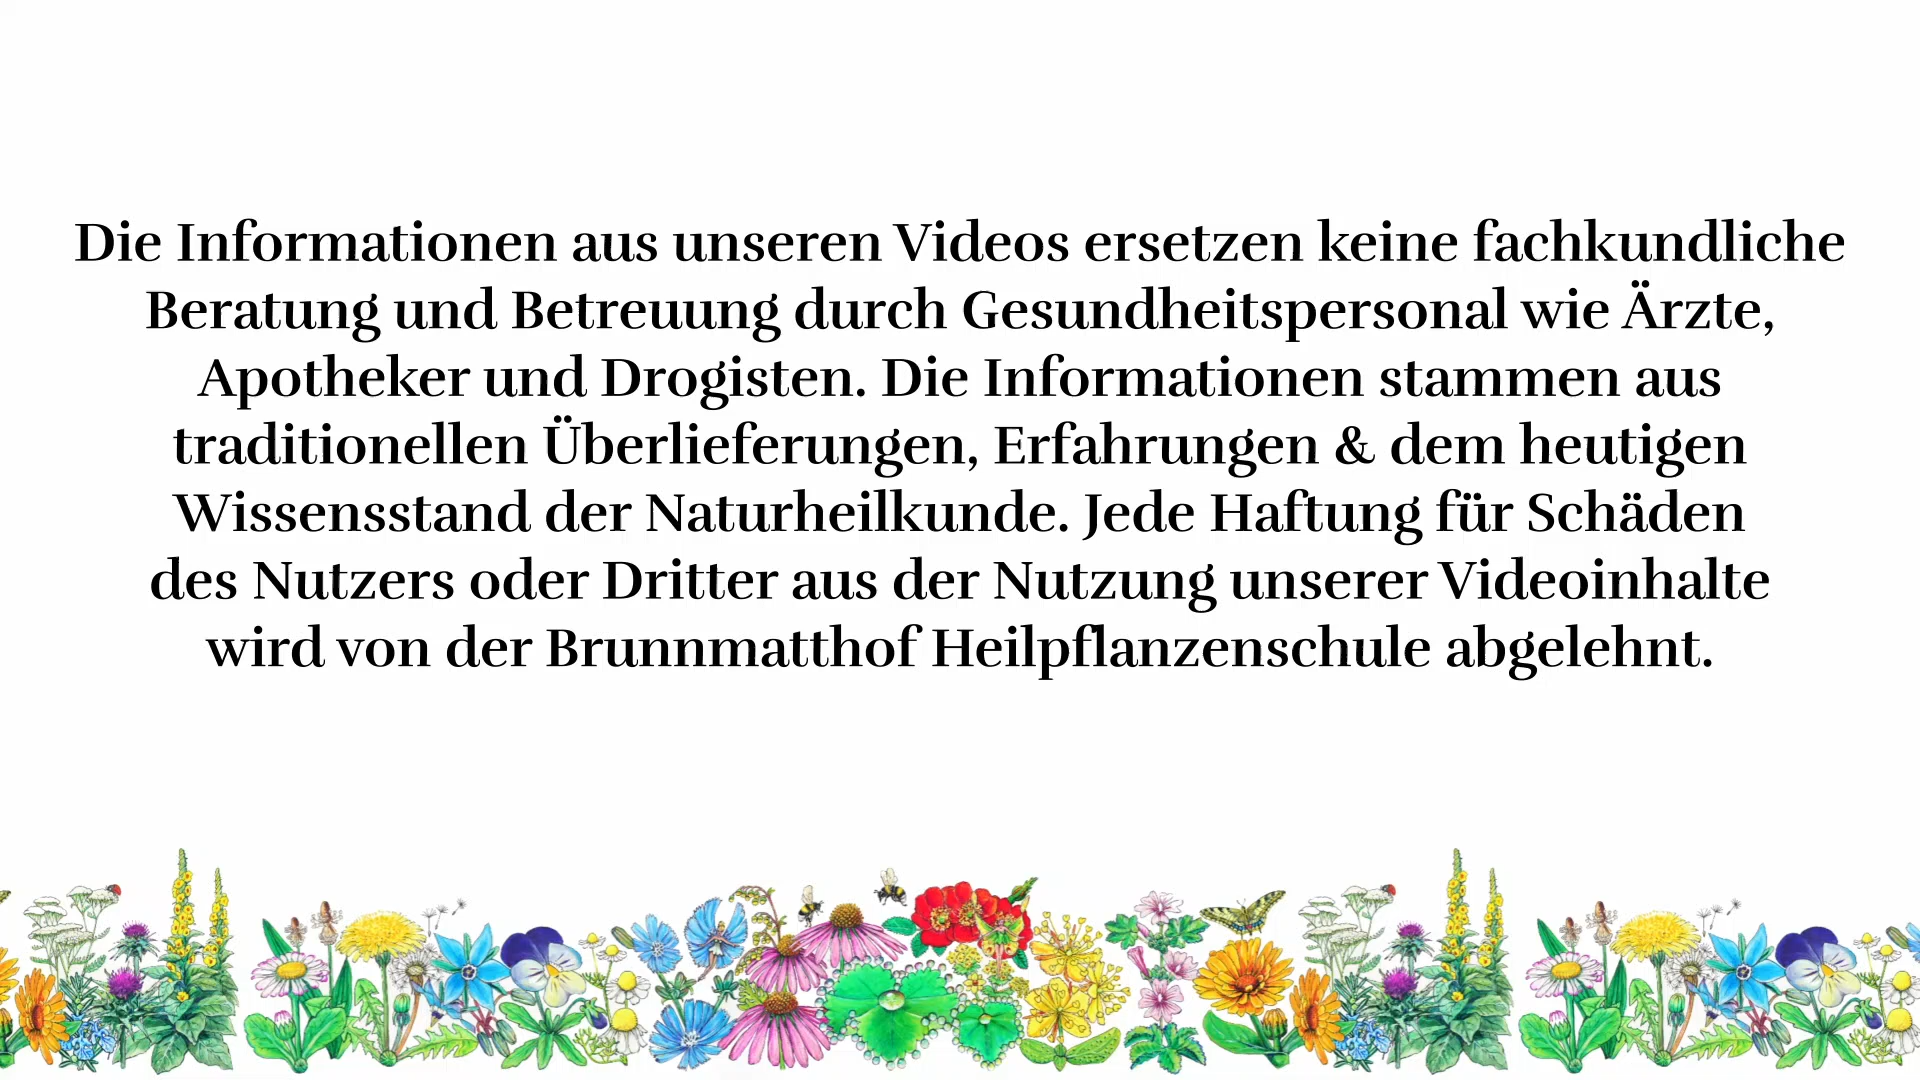 Die Informationen aus unseren Videos ersetzen keine fachkundliche
Beratung und Betreuung durch Gesundheitspersonal wie Ärzte,
Apotheker und Drogisten. Die Informationen stammen aus
traditionellen Überlieferungen, Erfahrungen & dem heutigen
Wissensstand der Naturheilkunde. Jede Haftung für Schäden
des Nutzers oder Dritter aus der Nutzung unserer Videoinhalte
wird von der Brunnmatthof Heilpflanzenschule abgelehnt.